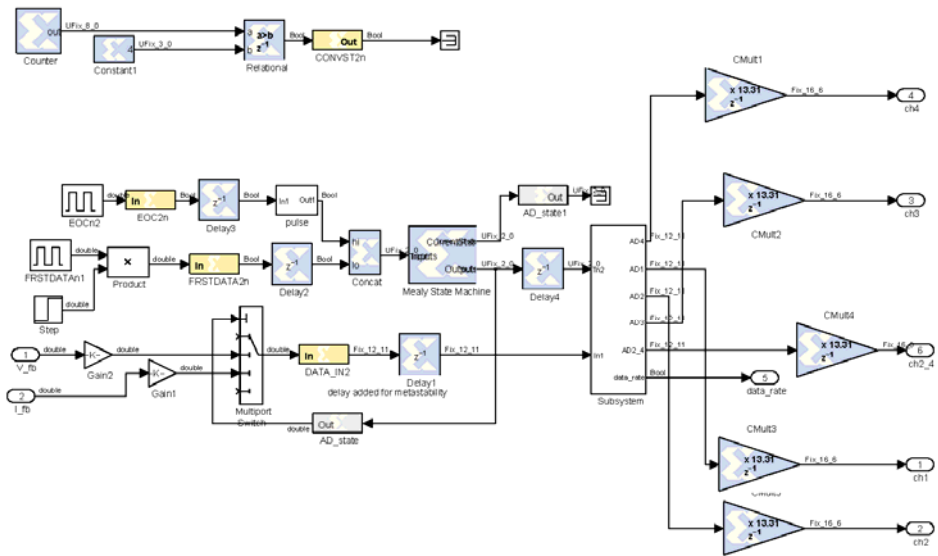 out
UFix_8_0
Counter
4
UFix_3_0
Constant1
a
b
a>b
z⁻¹
Relational
Bool
Out
CONVST2n
Bool
CMult1
x 13.31
z⁻¹
Fix_16_6
4
ch4
CMult2
x 13.31
z⁻¹
Fix_16_6
3
ch3
EOCn2
double
In
EOC2n
Bool
z⁻¹
Delay3
Bool
In1
Out1
pulse
Bool
Out
AD_state1
FRSTDATAn1
double
Step
double
×
Product
double
In
FRSTDATA2n
Bool
z⁻¹
Delay2
Bool
hi
lo
Concat
Mealy State Machine
UFix_2_0
UFix_2_0
z⁻¹
Delay4
In2
In1
AD4
AD1
AD2
AD3
AD2_4
data_rate
Subsystem
Fix_12_11
Fix_12_11
Fix_12_11
Fix_12_11
Fix_12_11
Bool
5
data_rate
CMult4
x 13.31
z⁻¹
6
ch2_4
1
V_fb
double
-K-
Gain2
double
2
I_fb
double
-K-
Gain1
double
Multiport
Switch
double
In
DATA_IN2
Fix_12_11
z⁻¹
Delay1
Fix_12_11
delay added for metastability
double
Out
AD_state
CMult3
x 13.31
z⁻¹
Fix_16_6
1
ch1
x 13.31
z⁻¹
Fix_16_6
2
ch2